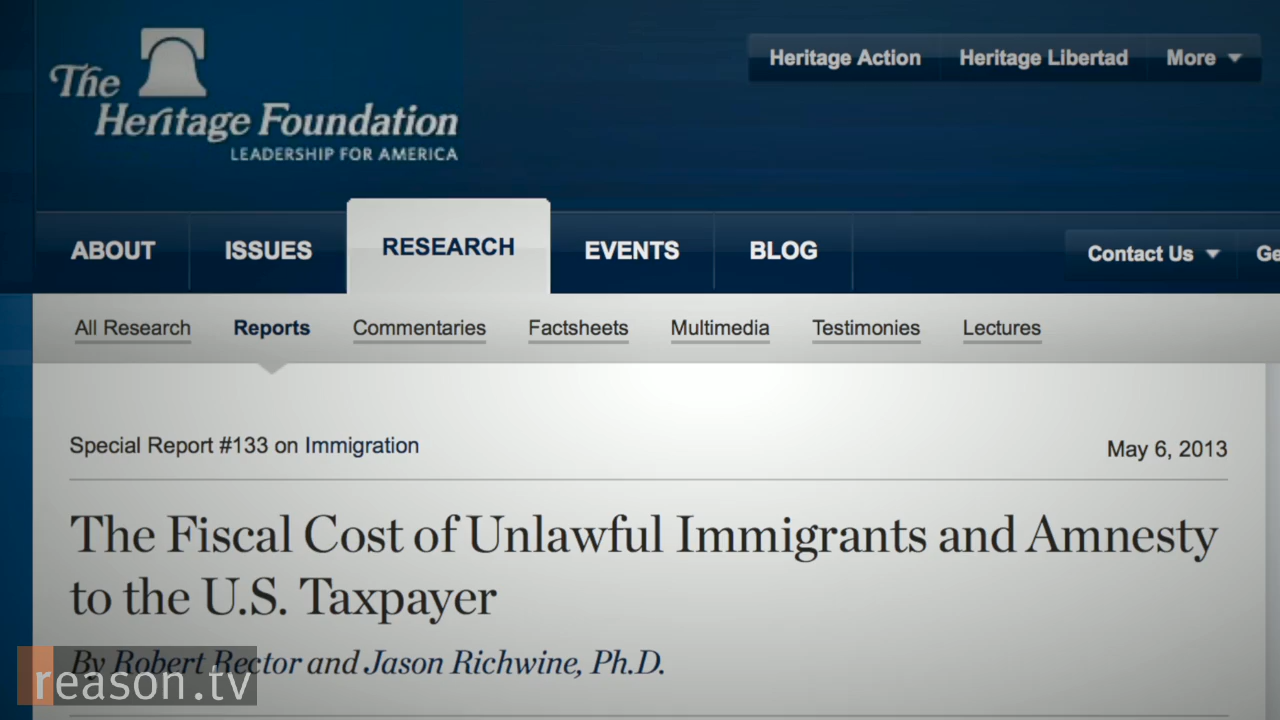 The
Heritage Foundation
LEADERSHIP FOR AMERICA
Heritage Action Heritage Libertad More
ABOUT ISSUES RESEARCH EVENTS BLOG Contact Us Ge
All Research Reports Commentaries Factsheets Multimedia Testimonies Lectures
Special Report #133 on Immigration May 6, 2013
The Fiscal Cost of Unlawful Immigrants and Amnesty
to the U.S. Taxpayer
By Robert Rector and Jason Richwine, Ph.D.
reason.tv